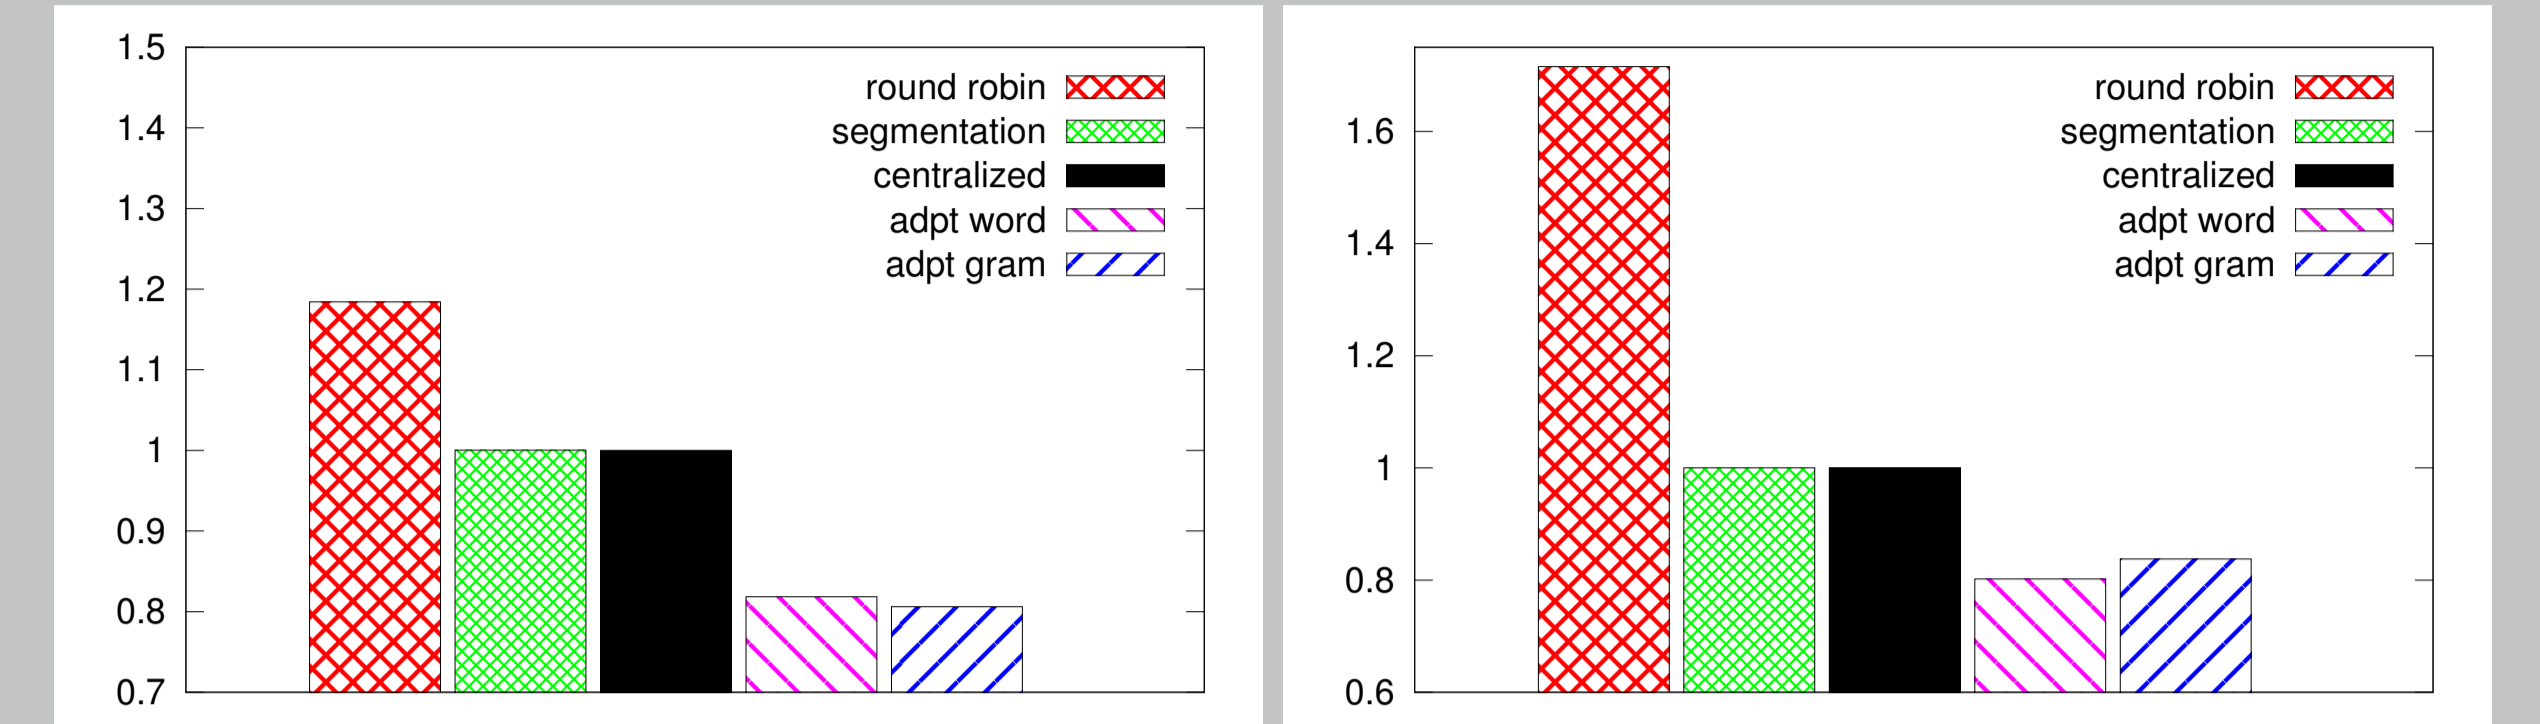 1.5
1.4
1.3
1.2
1.1
1
0.9
0.8
0.7
round robin
segmentation
centralized
adpt word
adpt gram
1.6
1.4
1.2
1
0.8
0.6
round robin
segmentation
centralized
adpt word
adpt gram